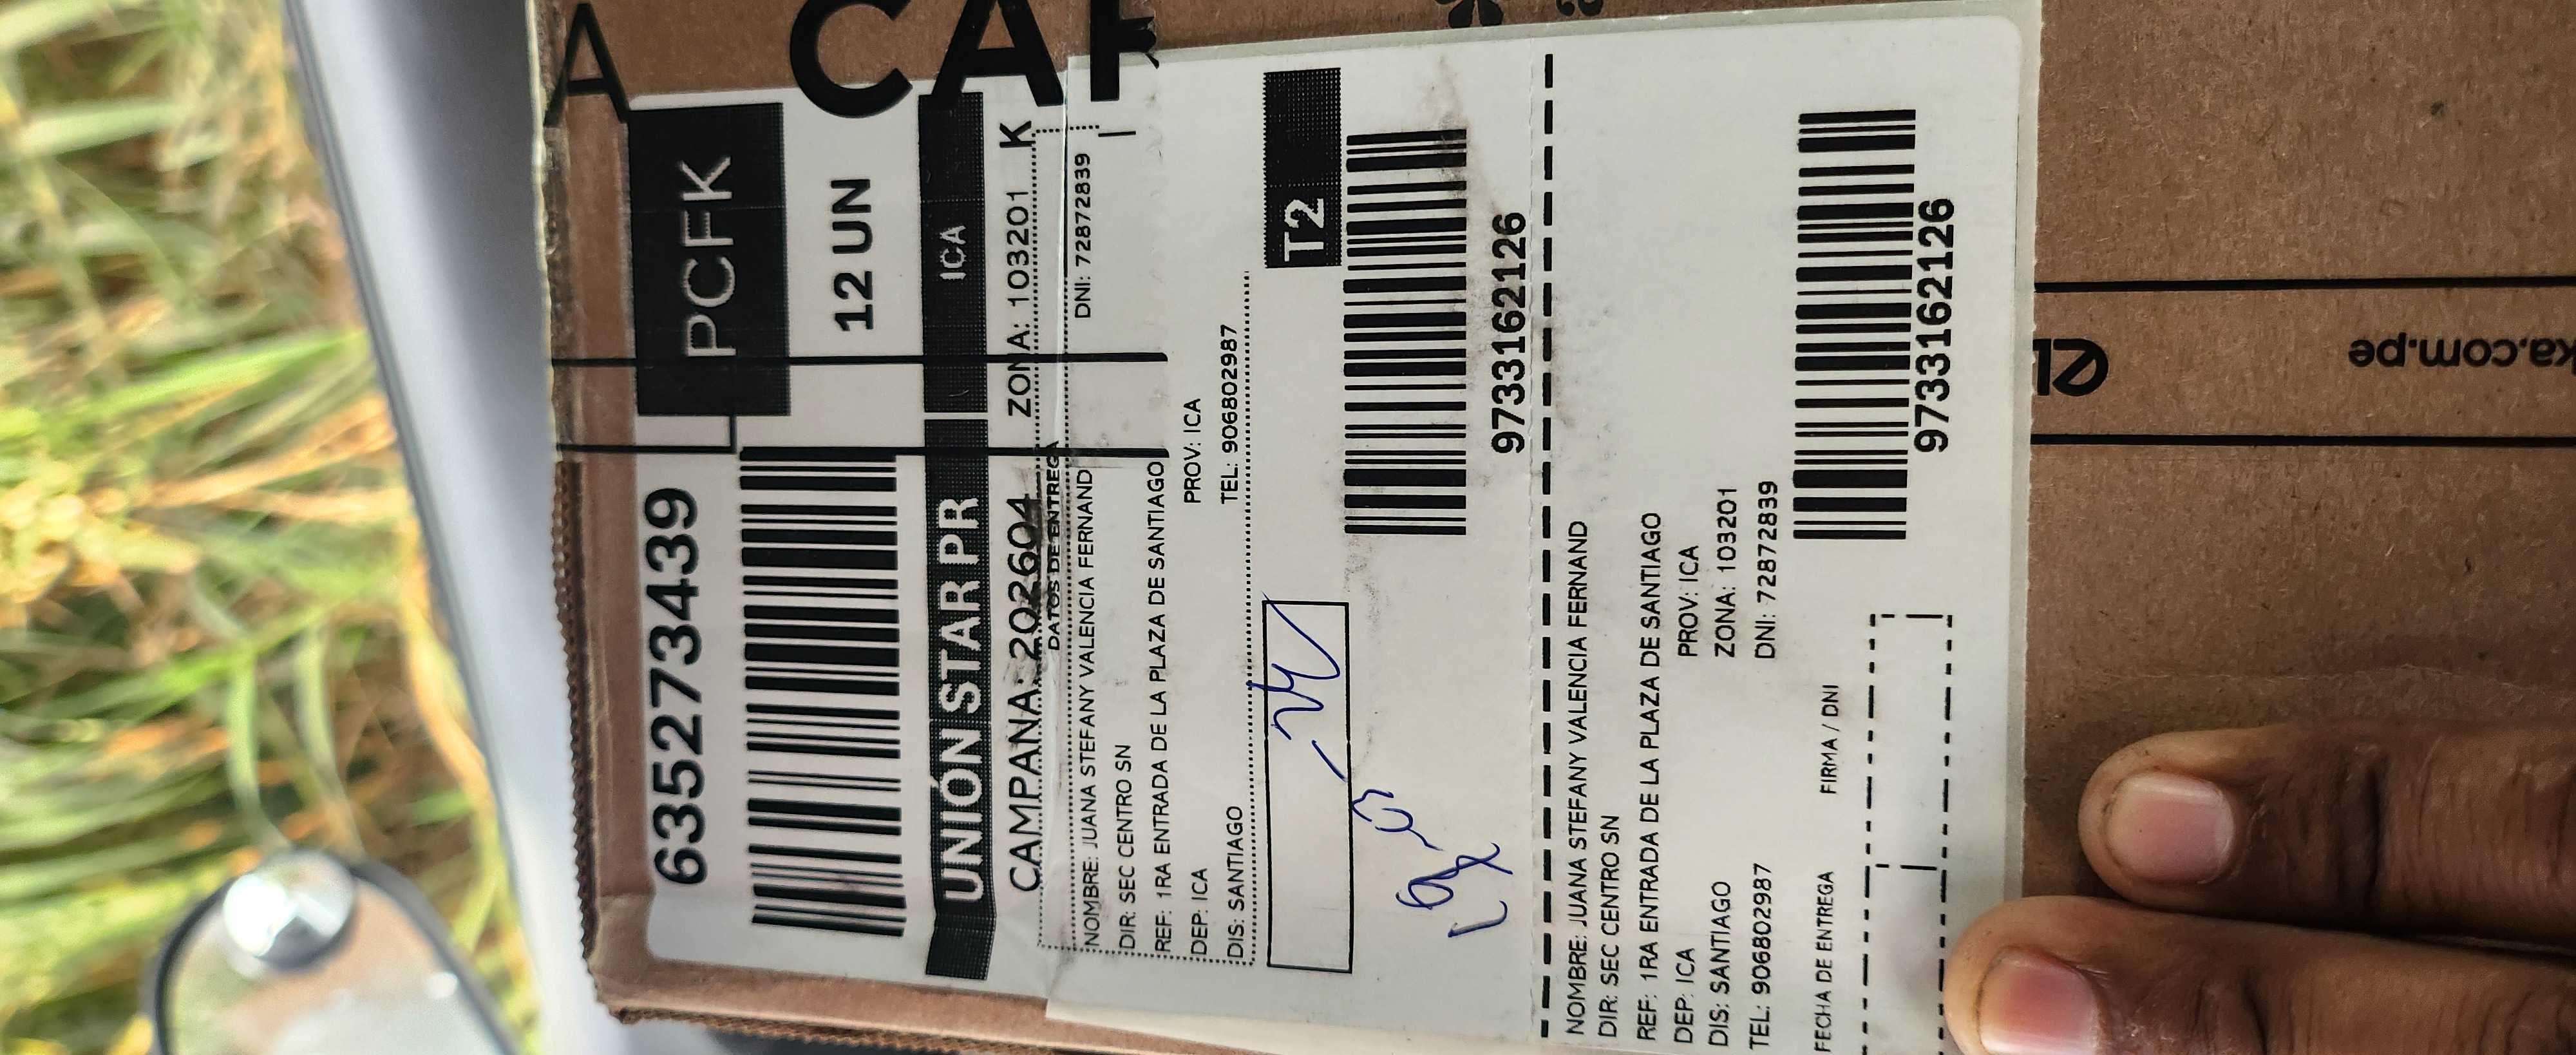 A CAR
6352734439
PCFK
12 UN
UNIÓN STAR PR ICA
CAMPANA: 202604 ZONA: 103201 K
DATOS DE ENTREGA
NOMBRE: JUANA STEFANY VALENCIA FERNAND DNI: 72872839
DIR: SEC CENTRO SN
REF: 1RA ENTRADA DE LA PLAZA DE SANTIAGO
DEP: ICA PROV: ICA
DIS: SANTIAGO TEL: 906802987
T2
9733162126
NOMBRE: JUANA STEFANY VALENCIA FERNAND
DIR: SEC CENTRO SN
REF: 1RA ENTRADA DE LA PLAZA DE SANTIAGO
DEP: ICA PROV: ICA
DIS: SANTIAGO ZONA: 103201
TEL: 906802987 DNI: 72872839
FECHA DE ENTREGA FIRMA / DNI
9733162126
ka.com.pe